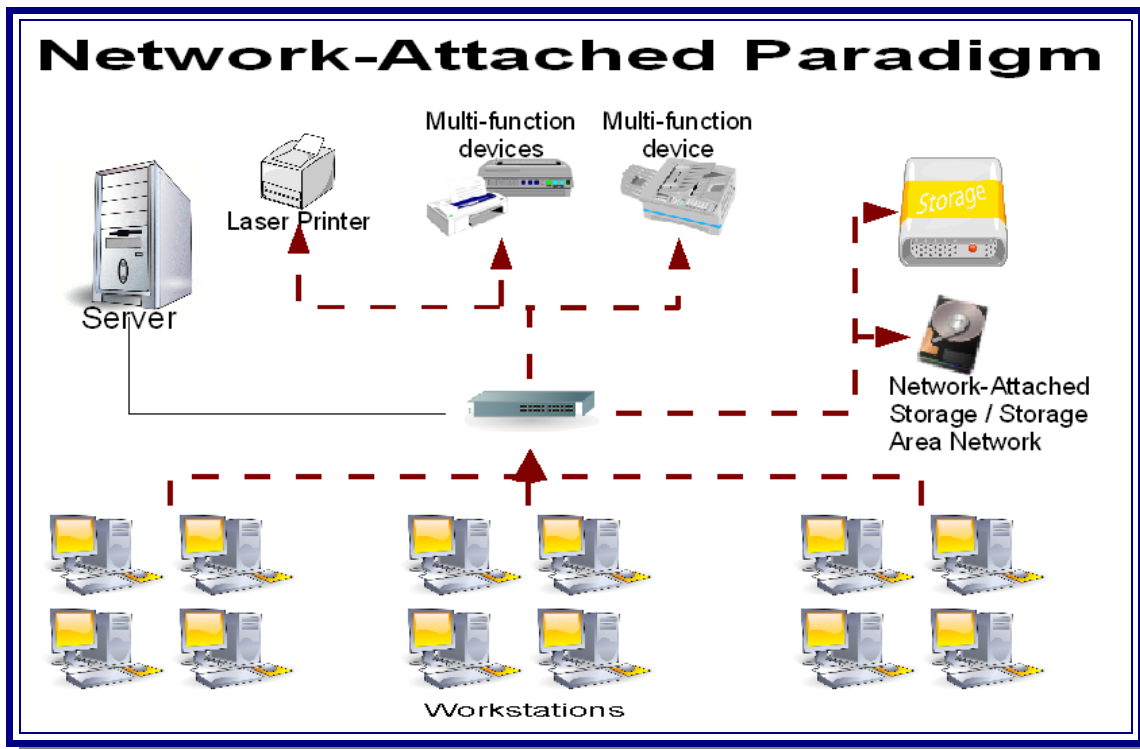 Network-Attached Paradigm
Multi-function
devices
Multi-function
device
Laser Printer
Storage
Server
Network-Attached
Storage / Storage
Area Network
Workstations